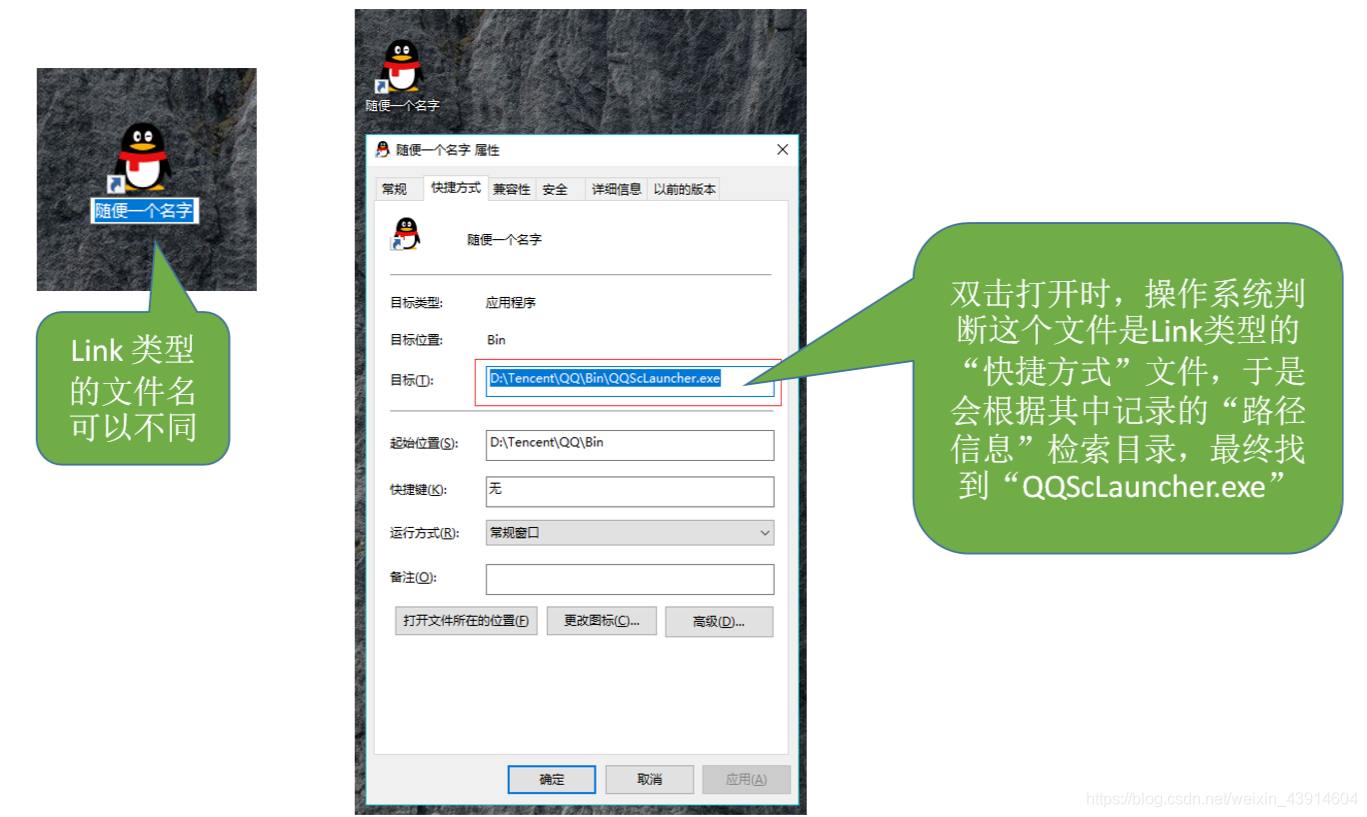 随便一个名字
Link 类型
的文件名
可以不同
随便一个名字
随便一个名字 属性
常规 快捷方式 兼容性 安全 详细信息 以前的版本
随便一个名字
目标类型: 应用程序
目标位置: Bin
目标(T): D:\Tencent\QQ\Bin\QQScLauncher.exe
起始位置(S): D:\Tencent\QQ\Bin
快捷键(K): 无
运行方式(R): 常规窗口
备注(O):
打开文件所在的位置(F) 更改图标(C)... 高级(D)...
确定 取消 应用(A)
双击打开时，操作系统判
断这个文件是Link类型的
“快捷方式”文件，于是
会根据其中记录的“路径
信息”检索目录，最终找
到“QQScLauncher.exe”
https://blog.csdn.net/weixin_43914604